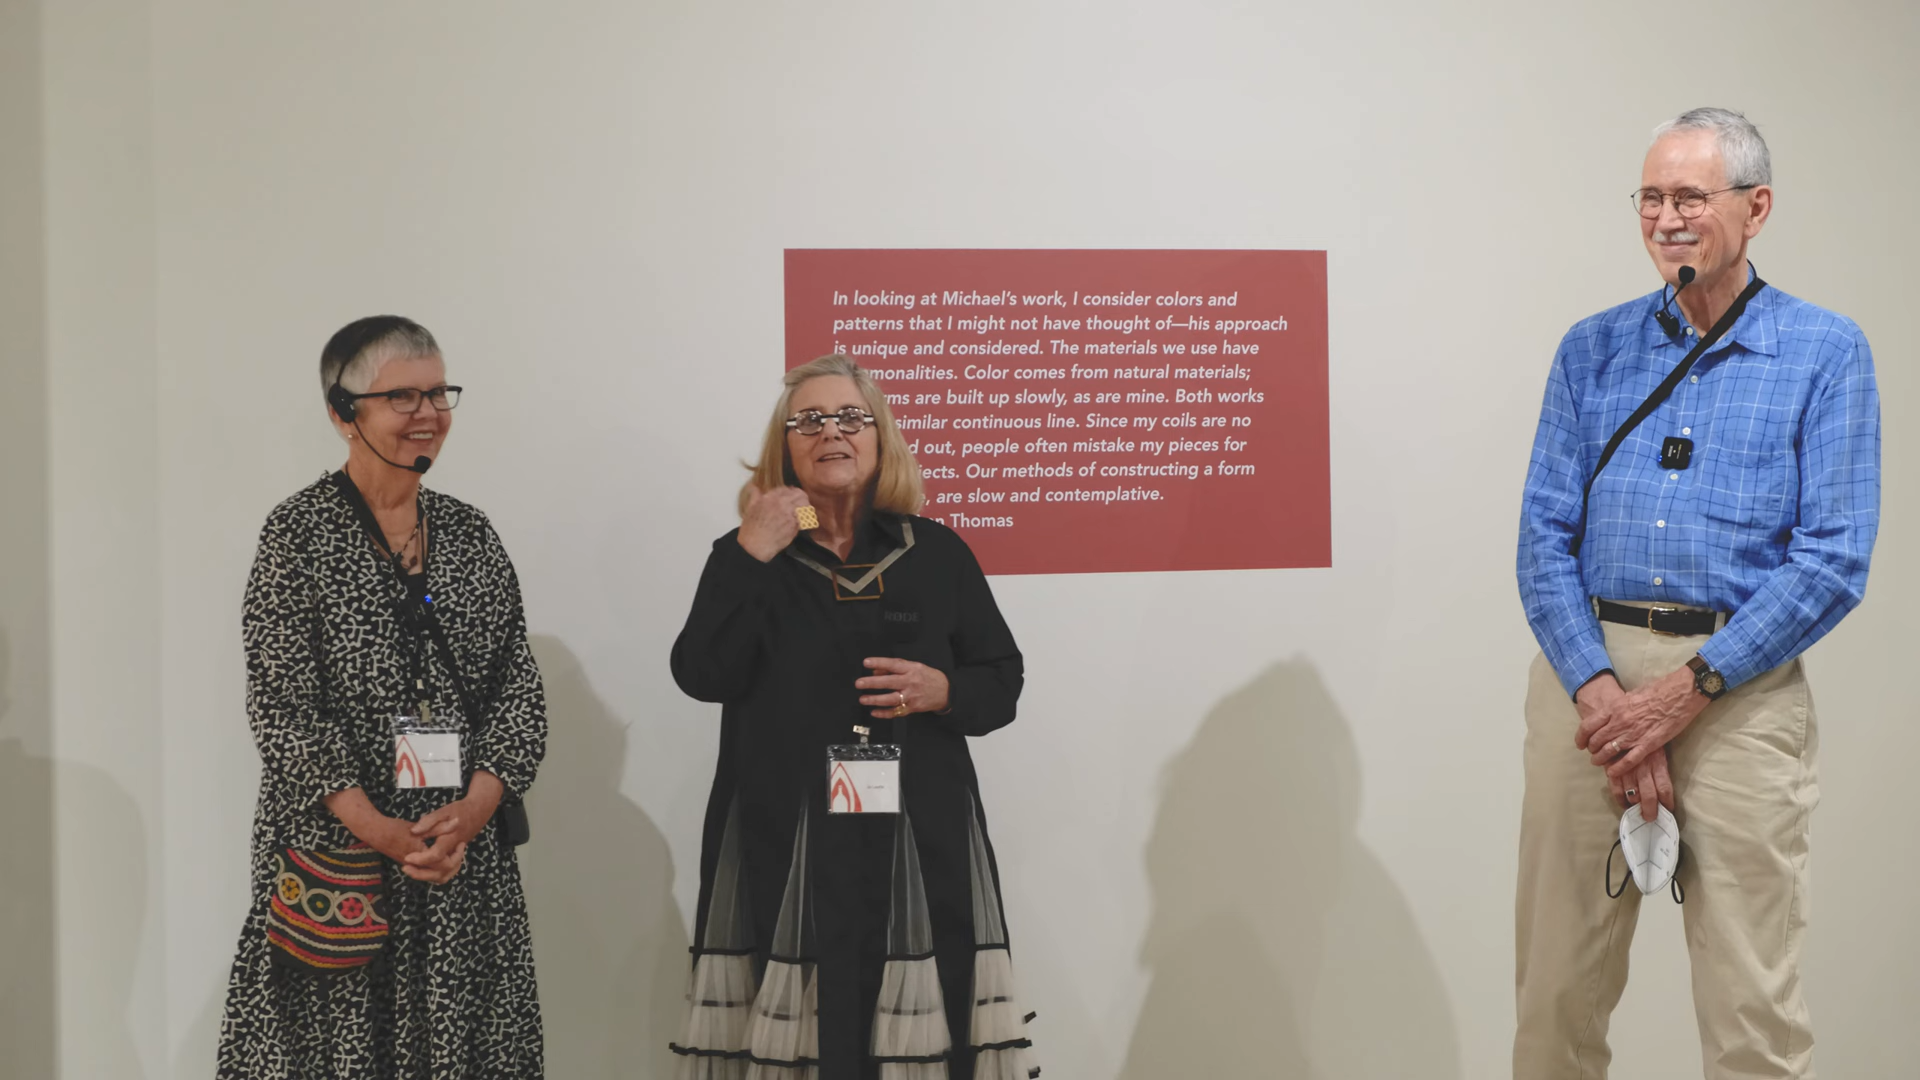 In looking at Michael's work, I consider colors and
patterns that I might not have thought of—his approach
is unique and considered. The materials we use have
monalities. Color comes from natural materials;
rms are built up slowly, as are mine. Both works
similar continuous line. Since my coils are no
d out, people often mistake my pieces for
jects. Our methods of constructing a form
, are slow and contemplative.
Thomas
RØDE